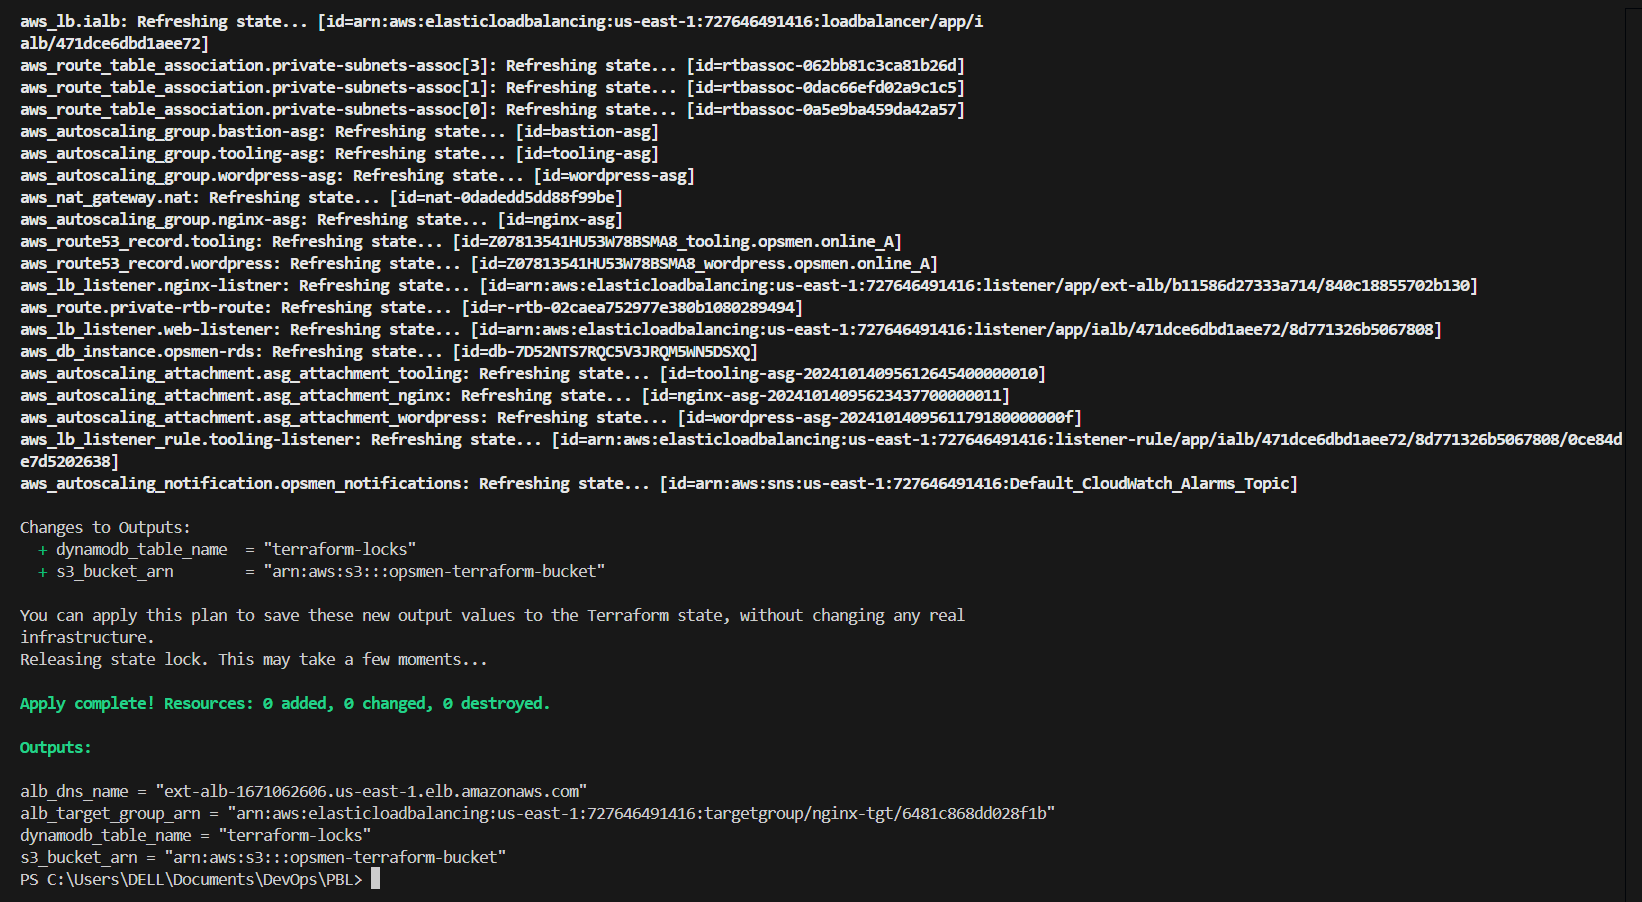 aws_lb.ialb: Refreshing state... [id=arn:aws:elasticloadbalancing:us-east-1:727646491416:loadbalancer/app/i
alb/471dce6dbd1aee72]
aws_route_table_association.private-subnets-assoc[3]: Refreshing state... [id=rtbassoc-062bb81c3ca81b26d]
aws_route_table_association.private-subnets-assoc[1]: Refreshing state... [id=rtbassoc-0dac66efd02a9c1c5]
aws_route_table_association.private-subnets-assoc[0]: Refreshing state... [id=rtbassoc-0a5e9ba459da42a57]
aws_autoscaling_group.bastion-asg: Refreshing state... [id=bastion-asg]
aws_autoscaling_group.tooling-asg: Refreshing state... [id=tooling-asg]
aws_autoscaling_group.wordpress-asg: Refreshing state... [id=wordpress-asg]
aws_nat_gateway.nat: Refreshing state... [id=nat-0dadedd5dd88f99be]
aws_autoscaling_group.nginx-asg: Refreshing state... [id=nginx-asg]
aws_route53_record.tooling: Refreshing state... [id=Z07813541HU53W78BSMA8_tooling.opsmen.online_A]
aws_route53_record.wordpress: Refreshing state... [id=Z07813541HU53W78BSMA8_wordpress.opsmen.online_A]
aws_lb_listener.nginx-listner: Refreshing state... [id=arn:aws:elasticloadbalancing:us-east-1:727646491416:listener/app/ext-alb/b11586d27333a714/840c18855702b130]
aws_route.private-rtb-route: Refreshing state... [id=r-rtb-02caea752977e380b1080289494]
aws_lb_listener.web-listener: Refreshing state... [id=arn:aws:elasticloadbalancing:us-east-1:727646491416:listener/app/ialb/471dce6dbd1aee72/8d771326b5067808]
aws_db_instance.opsmen-rds: Refreshing state... [id=db-7D52NTS7RQC5V3JRQM5WN5DSXQ]
aws_autoscaling_attachment.asg_attachment_tooling: Refreshing state... [id=tooling-asg-20241014095612645400000010]
aws_autoscaling_attachment.asg_attachment_nginx: Refreshing state... [id=nginx-asg-20241014095623437700000011]
aws_autoscaling_attachment.asg_attachment_wordpress: Refreshing state... [id=wordpress-asg-2024101409561179180000000f]
aws_lb_listener_rule.tooling-listener: Refreshing state... [id=arn:aws:elasticloadbalancing:us-east-1:727646491416:listener-rule/app/ialb/471dce6dbd1aee72/8d771326b5067808/0ce84d
e7d5202638]
aws_autoscaling_notification.opsmen_notifications: Refreshing state... [id=arn:aws:sns:us-east-1:727646491416:Default_CloudWatch_Alarms_Topic]
Changes to Outputs:
+ dynamodb_table_name = "terraform-locks"
+ s3_bucket_arn = "arn:aws:s3:::opsmen-terraform-bucket"
You can apply this plan to save these new output values to the Terraform state, without changing any real
infrastructure.
Releasing state lock. This may take a few moments...
Apply complete! Resources: 0 added, 0 changed, 0 destroyed.
Outputs:
alb_dns_name = "ext-alb-1671062606.us-east-1.elb.amazonaws.com"
alb_target_group_arn = "arn:aws:elasticloadbalancing:us-east-1:727646491416:targetgroup/nginx-tgt/6481c868dd028f1b"
dynamodb_table_name = "terraform-locks"
s3_bucket_arn = "arn:aws:s3:::opsmen-terraform-bucket"
PS C:\Users\DELL\Documents\DevOps\PBL>